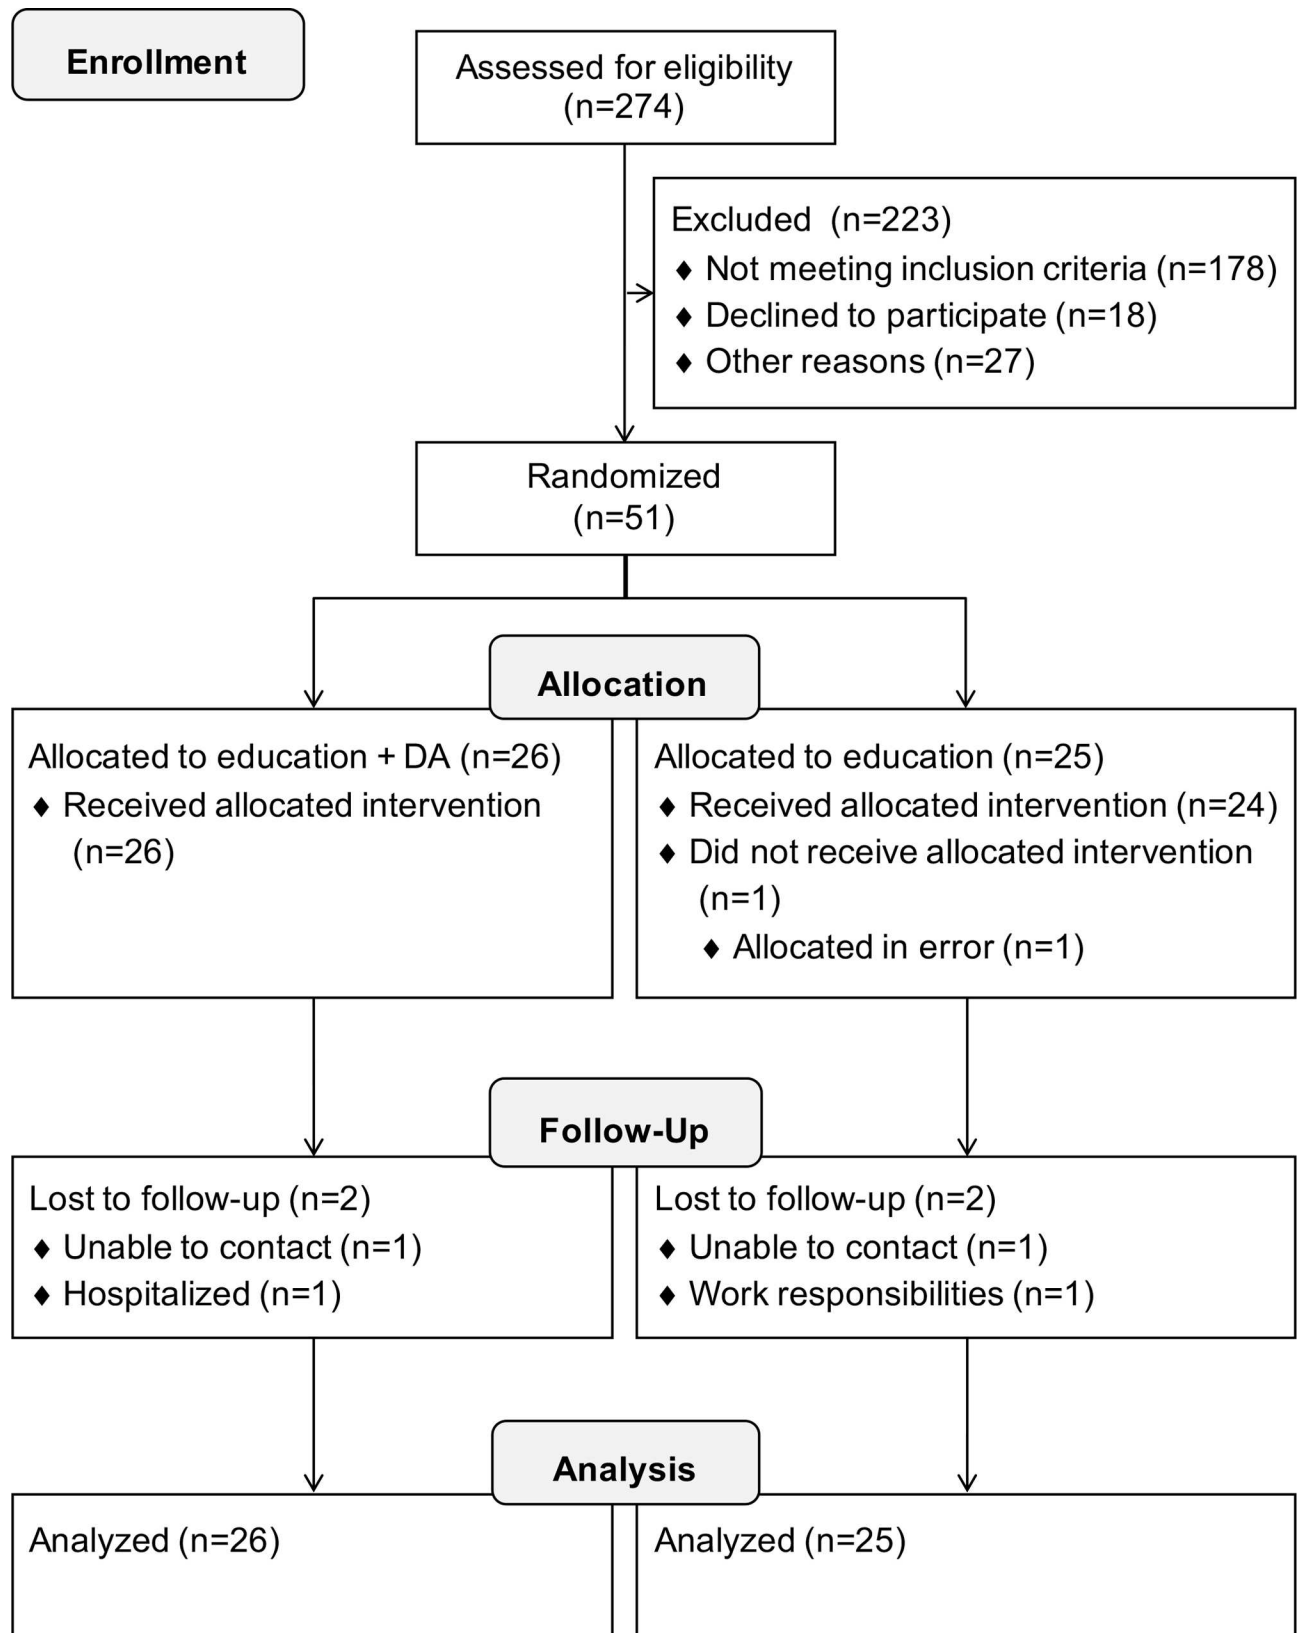 Enrollment
Assessed for eligibility
(n=274)
Excluded  (n=223)
♦ Not meeting inclusion criteria (n=178)
♦ Declined to participate (n=18)
♦ Other reasons (n=27)
Randomized
(n=51)
Allocation
Allocated to education + DA (n=26)
♦ Received allocated intervention
(n=26)
Allocated to education (n=25)
♦ Received allocated intervention (n=24)
♦ Did not receive allocated intervention
(n=1)
♦ Allocated in error (n=1)
Follow-Up
Lost to follow-up (n=2)
♦ Unable to contact (n=1)
♦ Hospitalized (n=1)
Lost to follow-up (n=2)
♦ Unable to contact (n=1)
♦ Work responsibilities (n=1)
Analysis
Analyzed (n=26)
Analyzed (n=25)